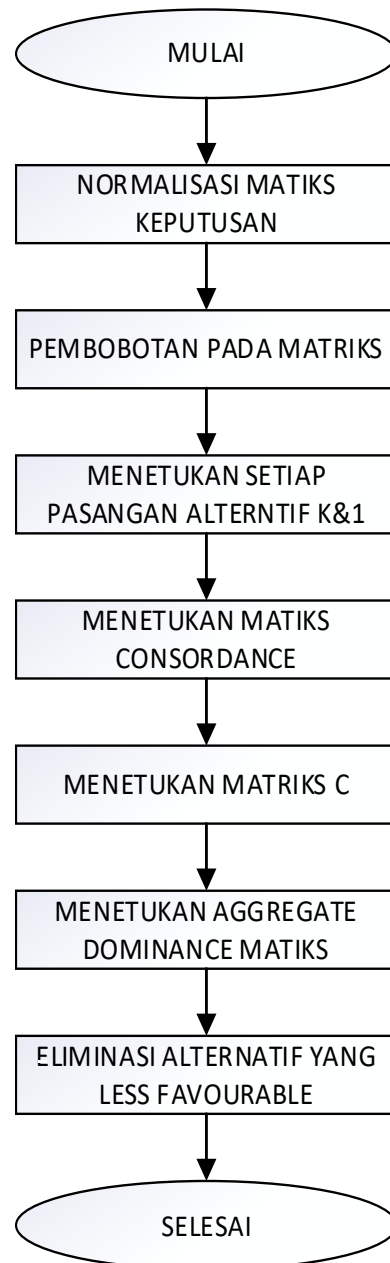 MULAI
NORMALISASI MATIKS
KEPUTUSAN
PEMBOBOTAN PADA MATRIKS
MENETUKAN SETIAP
PASANGAN ALTERNTIF K&1
MENETUKAN MATIKS
CONSORDANCE
MENETUKAN MATRIKS C
MENETUKAN AGGREGATE
DOMINANCE MATIKS
ELIMINASI ALTERNATIF YANG
LESS FAVOURABLE
SELESAI